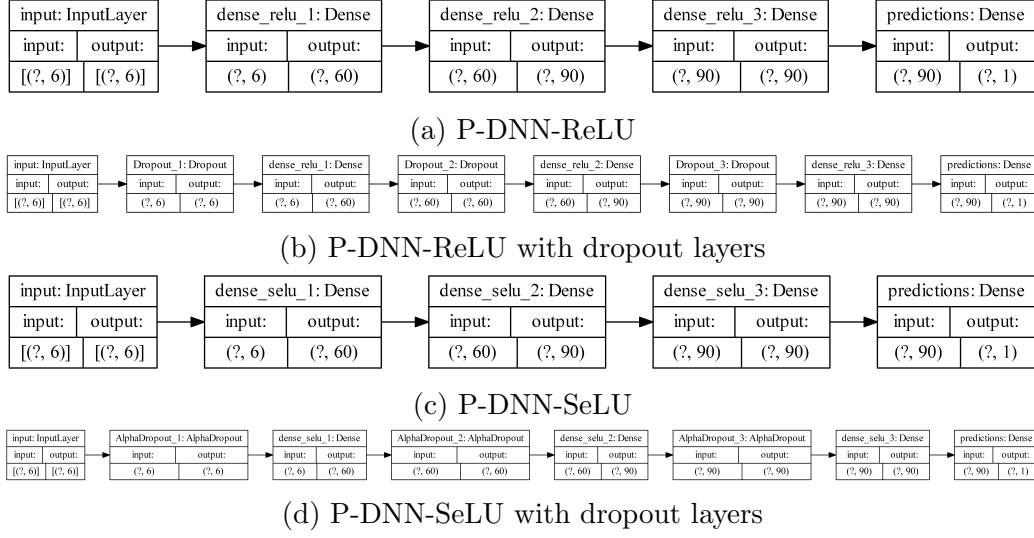 input: InputLayer dense_relu_1: Dense dense_relu_2: Dense dense_relu_3: Dense predictions: Dense
input: output: input: output: input: output: input: output: input: output:
[(?, 6)] [(?, 6)] (?, 6) (?, 60) (?, 60) (?, 90) (?, 90) (?, 90) (?, 90) (?, 1)
(a) P-DNN-ReLU
input: InputLayer Dropout_1: Dropout dense_relu_1: Dense Dropout_2: Dropout dense_relu_2: Dense Dropout_3: Dropout dense_relu_3: Dense predictions: Dense
input: output: input: output: input: output: input: output: input: output: input: output: input: output: input: output:
[(?, 6)] [(?, 6)] (?, 6) (?, 6) (?, 6) (?, 60) (?, 60) (?, 60) (?, 60) (?, 90) (?, 90) (?, 90) (?, 90) (?, 90) (?, 90) (?, 1)
(b) P-DNN-ReLU with dropout layers
input: InputLayer dense_selu_1: Dense dense_selu_2: Dense dense_selu_3: Dense predictions: Dense
input: output: input: output: input: output: input: output: input: output:
[(?, 6)] [(?, 6)] (?, 6) (?, 60) (?, 60) (?, 90) (?, 90) (?, 90) (?, 90) (?, 1)
(c) P-DNN-SeLU
input: InputLayer AlphaDropout_1: AlphaDropout dense_selu_1: Dense AlphaDropout_2: AlphaDropout dense_selu_2: Dense AlphaDropout_3: AlphaDropout dense_selu_3: Dense predictions: Dense
input: output: input: output: input: output: input: output: input: output: input: output: input: output: input: output:
[(?, 6)] [(?, 6)] (?, 6) (?, 6) (?, 6) (?, 60) (?, 60) (?, 60) (?, 60) (?, 90) (?, 90) (?, 90) (?, 90) (?, 90) (?, 90) (?, 1)
(d) P-DNN-SeLU with dropout layers